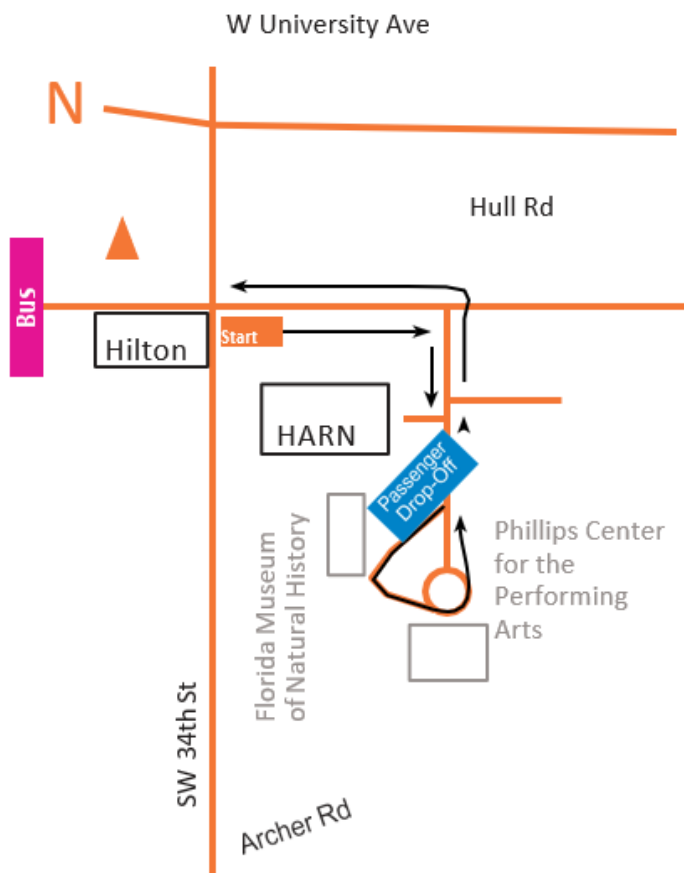 W University Ave
N
Hull Rd
Bus
Start
Hilton
HARN
Passenger
Drop-Off
Florida Museum
of Natural History
Phillips Center
for the
Performing
Arts
SW 34th St
Archer Rd